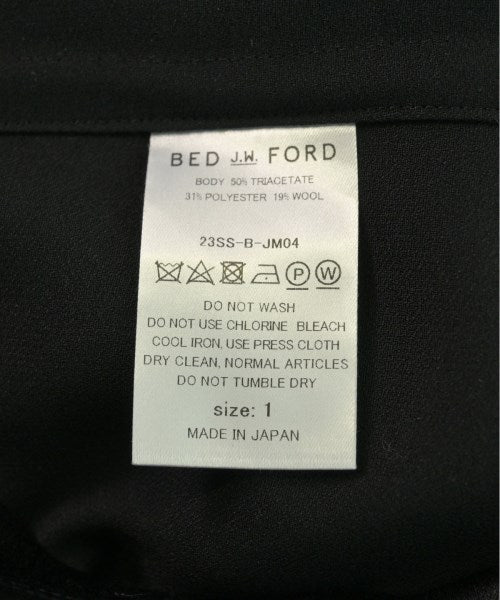 BED J.W. FORD
BODY 50% TRIACETATE
31% POLYESTER 19% WOOL
23SS-B-JM04
P W
DO NOT WASH
DO NOT USE CHLORINE BLEACH
COOL IRON, USE PRESS CLOTH
DRY CLEAN, NORMAL ARTICLES
DO NOT TUMBLE DRY
size: 1
MADE IN JAPAN